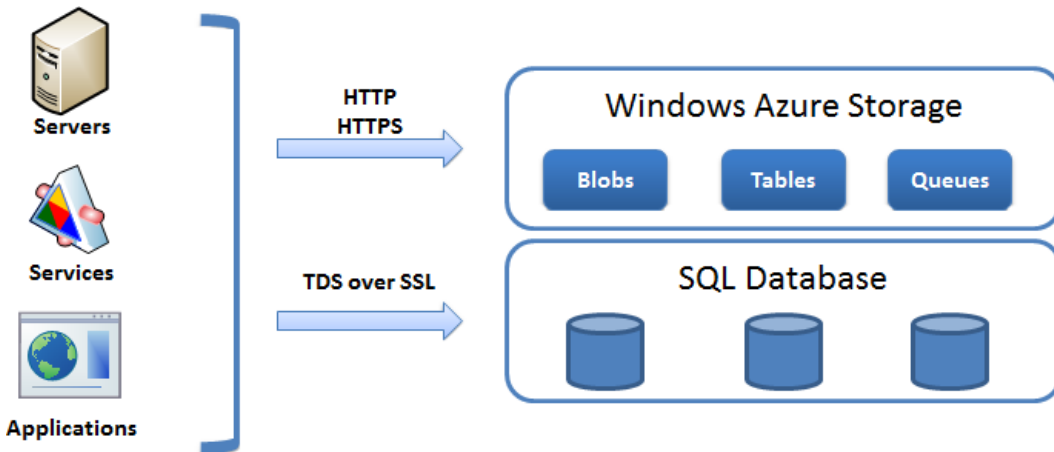 Servers
Services
Applications
HTTP
HTTPS
TDS over SSL
Windows Azure Storage
Blobs
Tables
Queues
SQL Database